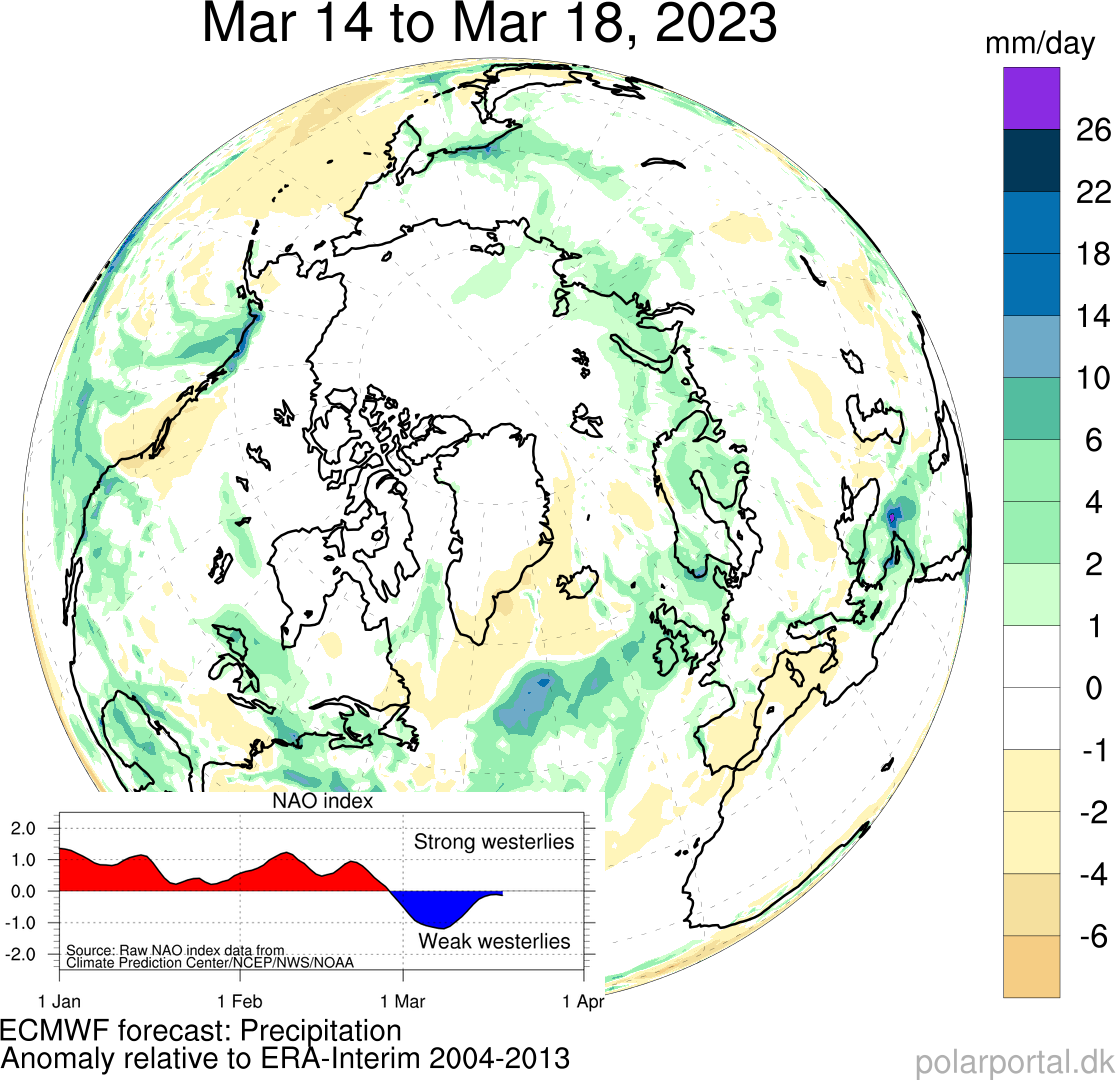 Mar 14 to Mar 18, 2023
mm/day
26
22
18
14
10
6
4
2
1
0
-1
-2
-4
-6
NAO index
2.0
1.0
0.0
-1.0
-2.0
Strong westerlies
Weak westerlies
Source: Raw NAO index data from
Climate Prediction Center/NCEP/NWS/NOAA
1 Jan
1 Feb
1 Mar
1 Apr
ECMWF forecast: Precipitation
Anomaly relative to ERA-Interim 2004-2013
polarportal.dk